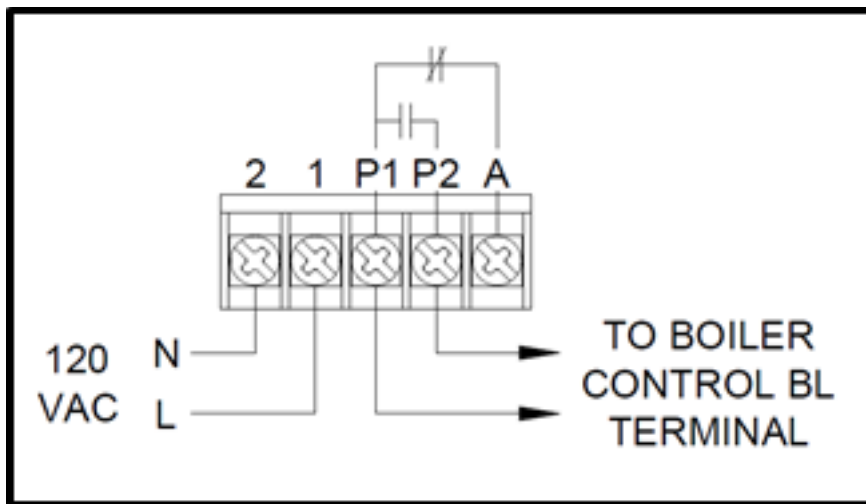 2 1 P1 P2 A
120
VAC
N
L
TO BOILER
CONTROL BL
TERMINAL